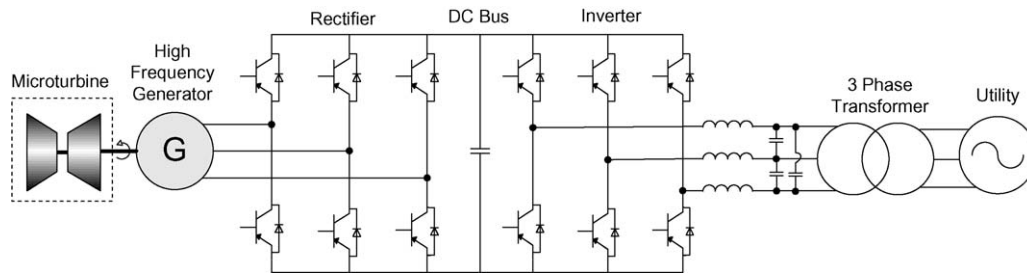 Rectifier
DC Bus
Inverter
High
Frequency
Generator
Microturbine
3 Phase
Transformer
Utility
G